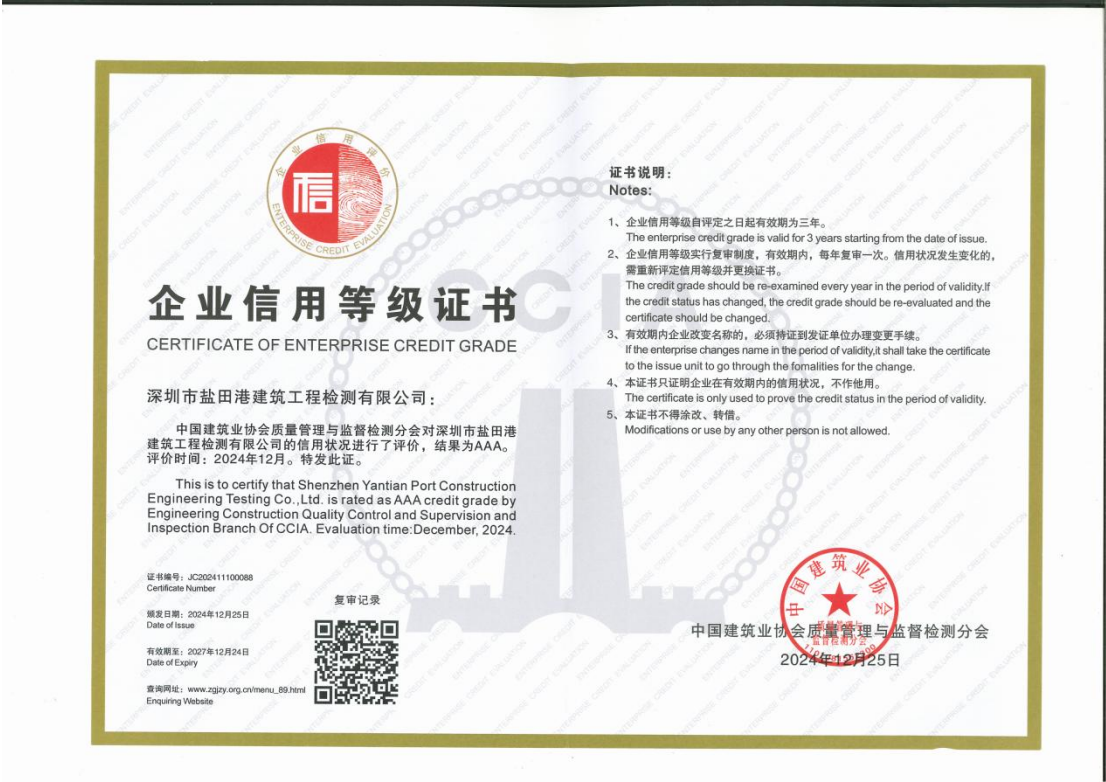 企业信用评价
信
ENTERPRISE CREDIT EVALUATION
企业信用等级证书
CERTIFICATE OF ENTERPRISE CREDIT GRADE
深圳市盐田港建筑工程检测有限公司：
中国建筑业协会质量管理与监督检测分会对深圳市盐田港
建筑工程检测有限公司的信用状况进行了评价，结果为AAA。
评价时间：2024年12月。特发此证。
This is to certify that Shenzhen Yantian Port Construction
Engineering Testing Co.,Ltd. is rated as AAA credit grade by
Engineering Construction Quality Control and Supervision and
Inspection Branch Of CCIA. Evaluation time:December, 2024.
证书编号：JC202411100088
Certificate Number
颁发日期：2024年12月25日
Date of Issue
有效期至：2027年12月24日
Date of Expiry
查询网址：www.zgjzy.org.cn/menu_89.html
Enquiring Website
复审记录
证书说明：
Notes:
1、企业信用等级自评定之日起有效期为三年。
The enterprise credit grade is valid for 3 years starting from the date of issue.
2、企业信用等级实行复审制度，有效期内，每年复审一次。信用状况发生变化的，
需重新评定信用等级并更换证书。
The credit grade should be re-examined every year in the period of validity.If
the credit status has changed, the credit grade should be re-evaluated and the
certificate should be changed.
3、有效期内企业改变名称的，必须持证到发证单位办理变更手续。
If the enterprise changes name in the period of validity,it shall take the certificate
to the issue unit to go through the fomalities for the change.
4、本证书只证明企业在有效期内的信用状况，不作他用。
The certificate is only used to prove the credit status in the period of validity.
5、本证书不得涂改、转借。
Modifications or use by any other person is not allowed.
中国建筑业协会
质量管理与
监督检测分会
中国建筑业协会质量管理与监督检测分会
2024年12月25日